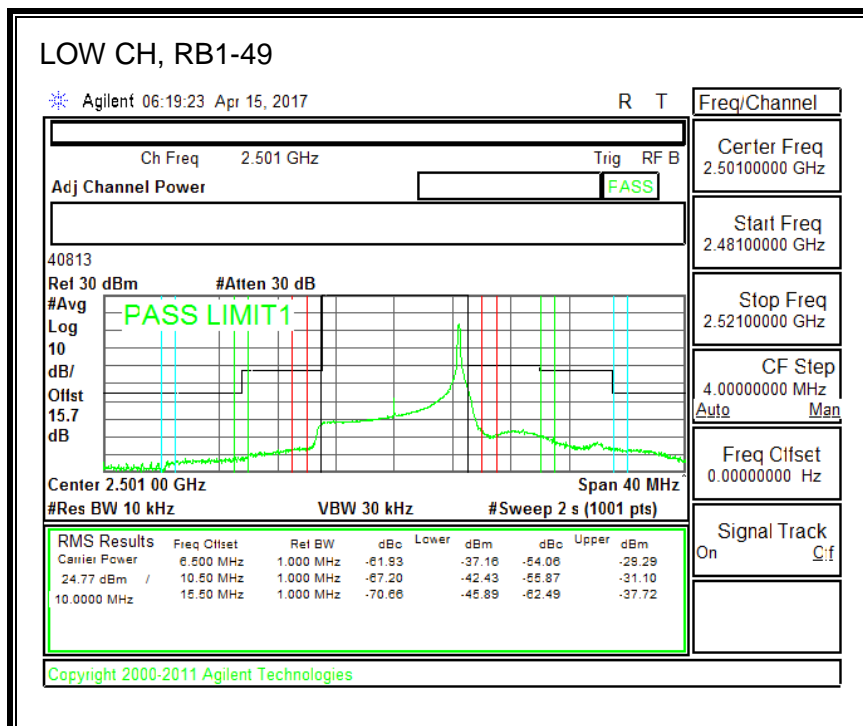 LOW CH, RB1-49
Agilent 06:19:23 Apr 15, 2017 R T
Freq/Channel
Ch Freq 2.501 GHz Trig RF B
Adj Channel Power PASS
Center Freq
2.50100000 GHz
Start Freq
2.48100000 GHz
Stop Freq
2.52100000 GHz
CF Step
4.00000000 MHz
Auto Man
Freq Offset
0.00000000 Hz
Signal Track
On Off
40813
Ref 30 dBm #Atten 30 dB
#Avg
Log
10
dB/
Offst
15.7
dB
PASS LIMIT1
Center 2.501 00 GHz Span 40 MHz
#Res BW 10 kHz VBW 30 kHz #Sweep 2 s (1001 pts)
RMS Results Freq Offset Ref BW dBc Lower dBm dBc Upper dBm
Carrier Power 6.500 MHz 1.000 MHz -61.93 -37.16 -54.06 -29.29
24.77 dBm / 10.50 MHz 1.000 MHz -67.20 -42.43 -55.87 -31.10
10.0000 MHz 15.50 MHz 1.000 MHz -70.66 -45.89 -62.49 -37.72
Copyright 2000-2011 Agilent Technologies